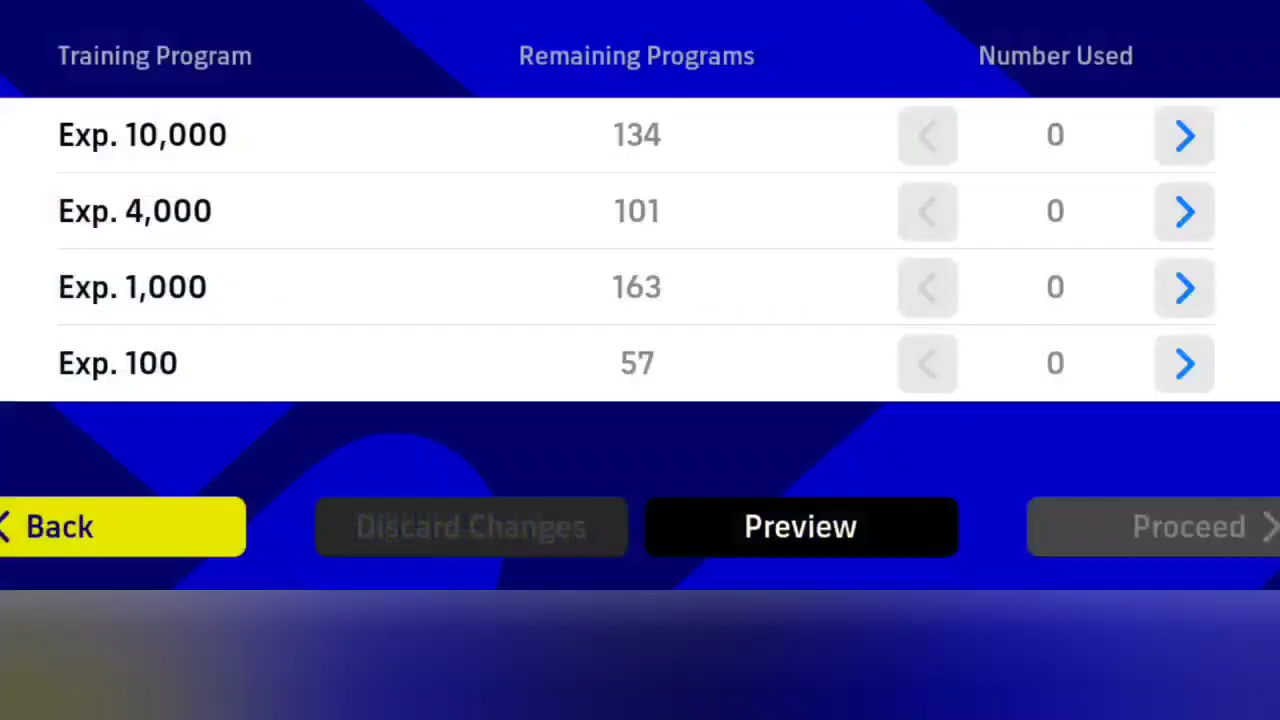 Training Program Remaining Programs Number Used
Exp. 10,000 134 0
Exp. 4,000 101 0
Exp. 1,000 163 0
Exp. 100 57 0
Back Discard Changes Preview Proceed